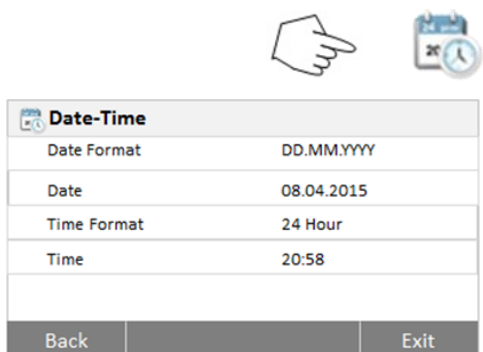 Date-Time
Date Format DD.MM.YYYY
Date 08.04.2015
Time Format 24 Hour
Time 20:58
Back Exit